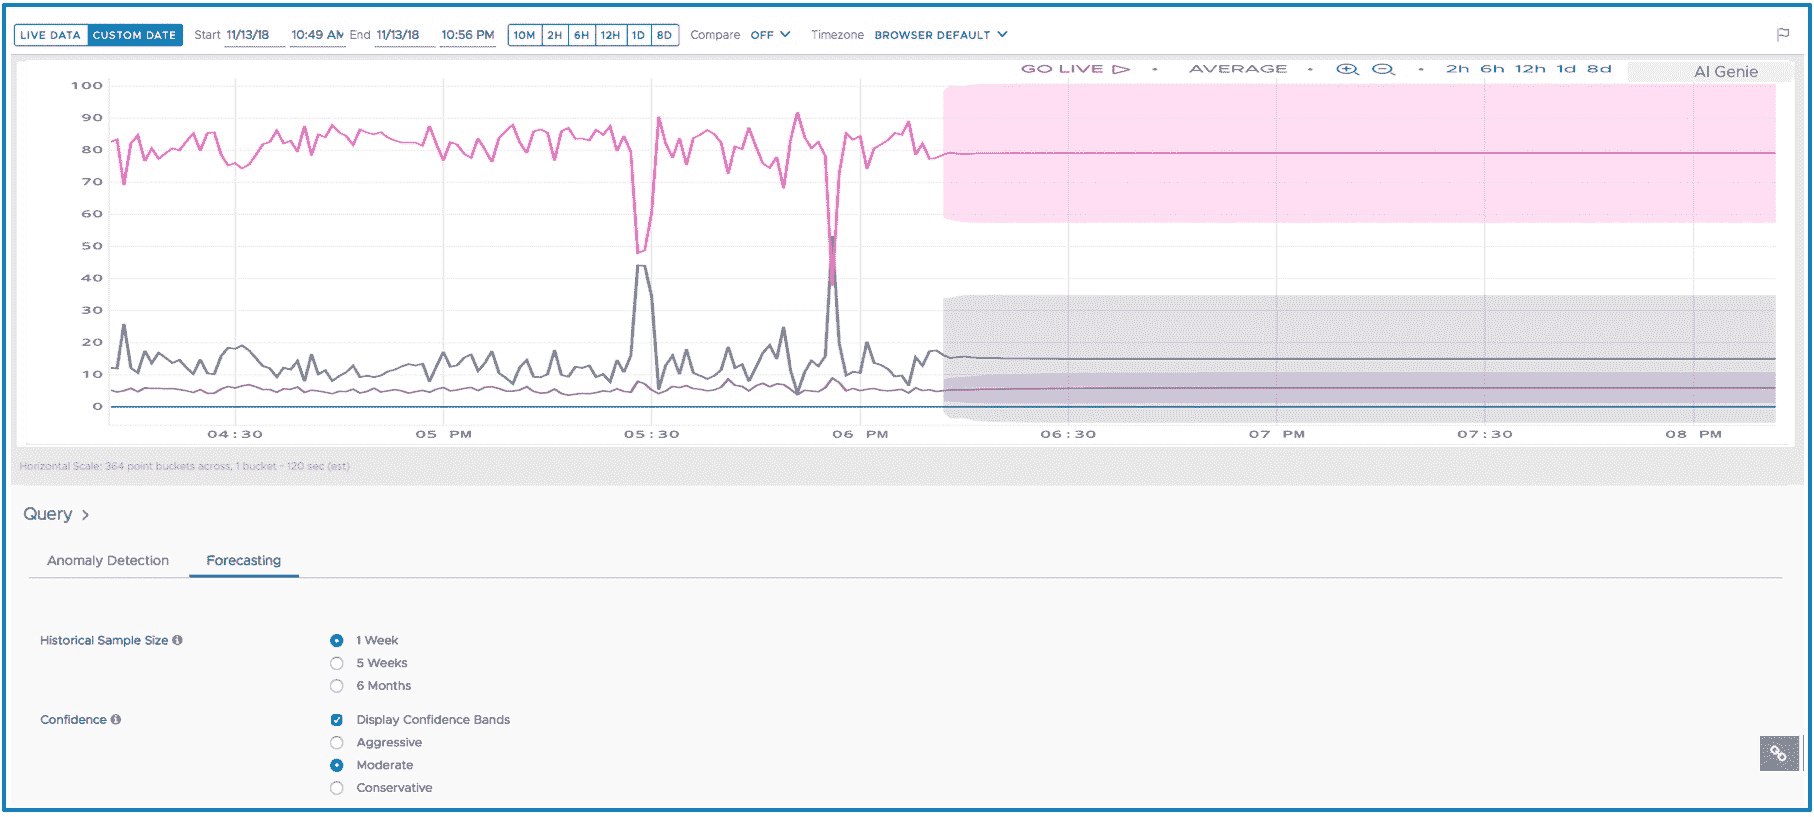 LIVE DATA CUSTOM DATE Start 11/13/18 10:49 AM End 11/13/18 10:56 PM 10M 2H 6H 12H 1D 8D Compare OFF Timezone BROWSER DEFAULT
GO LIVE • AVERAGE • • 2h 6h 12h 1d 8d AI Genie
100
90
80
70
60
50
40
30
20
10
0
04:30 05 PM 05:30 06 PM 06:30 07 PM 07:30 08 PM
Horizontal Scale: 364 point buckets across, 1 bucket ~ 120 sec (est)
Query >
Anomaly Detection Forecasting
Historical Sample Size 1 Week
5 Weeks
6 Months
Confidence Display Confidence Bands
Aggressive
Moderate
Conservative